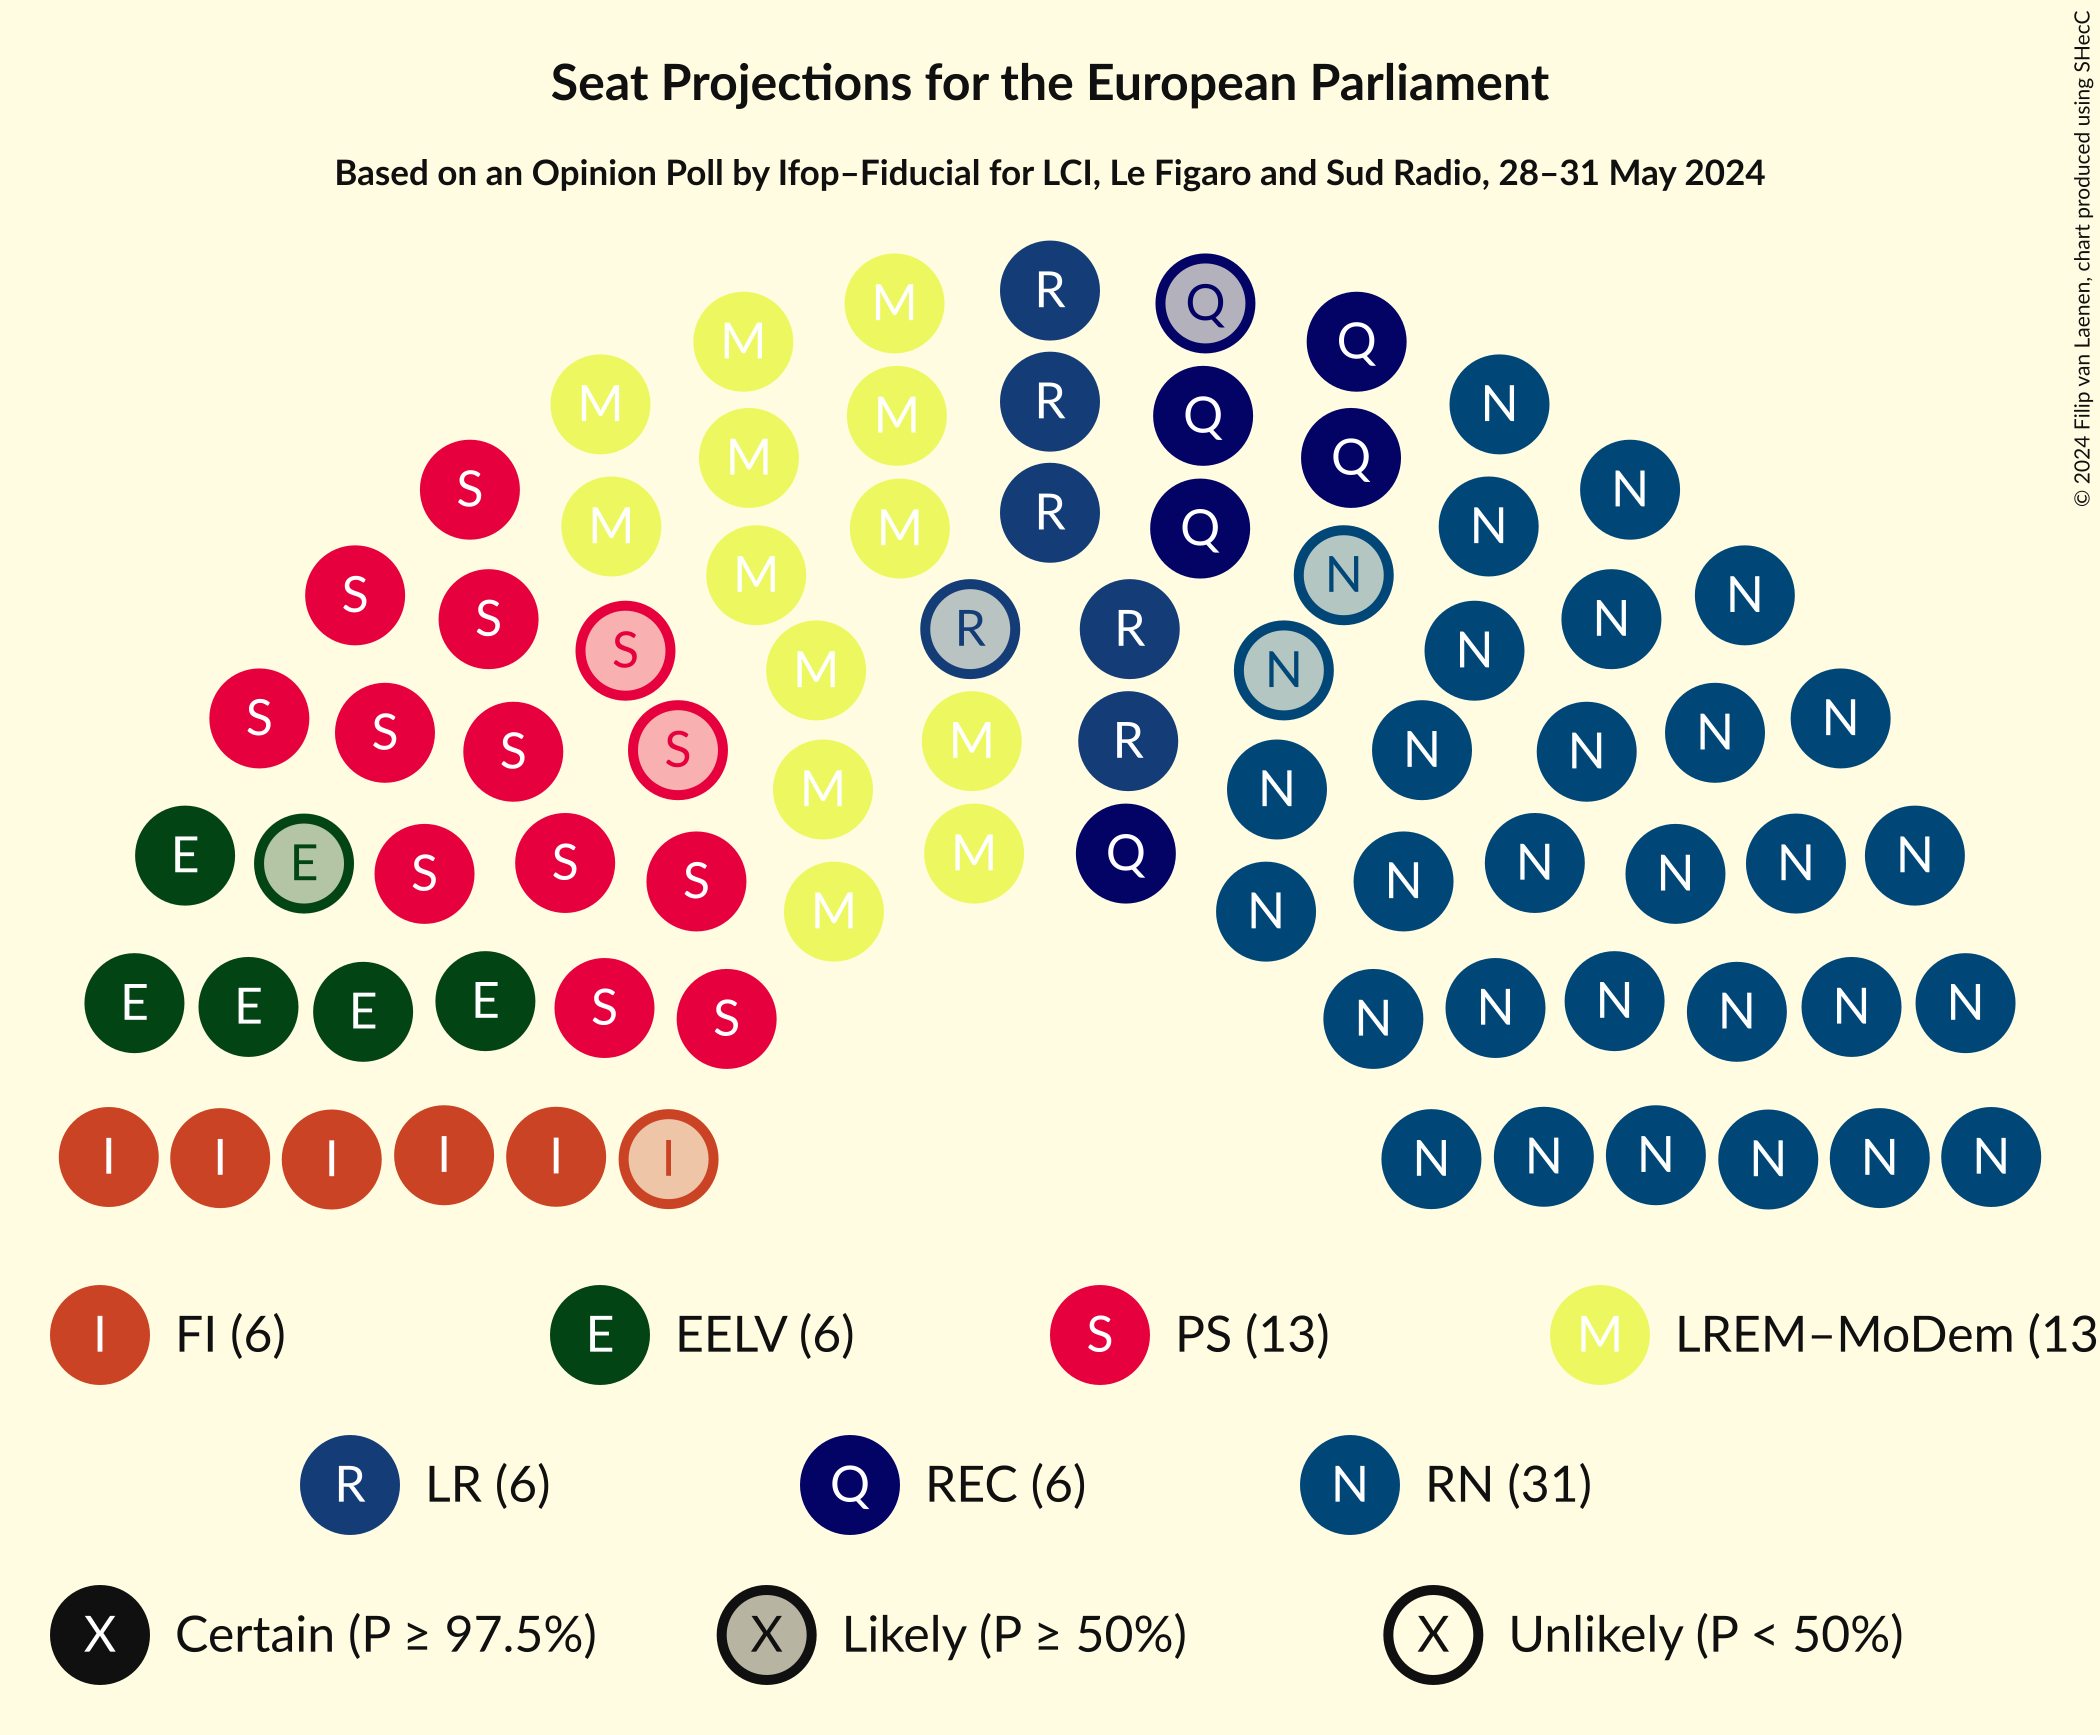 Seat Projections for the European Parliament
Based on an Opinion Poll by Ifop–Fiducial for LCI, Le Figaro and Sud Radio, 28–31 May 2024
© 2024 Filip van Laenen, chart produced using SHecC
R
M Q
M Q
M N
R
M Q
M Q
S N
R
M Q
M N
S N
M N
S N
S N
S R R N
M N
S N
S S S M M R N N N N
S N
E E S S S M M Q N N N N N N
M N
E E E E S S N N N N N N
I I I I I I N N N N N N
I FI (6) E EELV (6) S PS (13) M LREM–MoDem (13
R LR (6) Q REC (6) N RN (31)
X Certain (P ≥ 97.5%) X Likely (P ≥ 50%) X Unlikely (P < 50%)